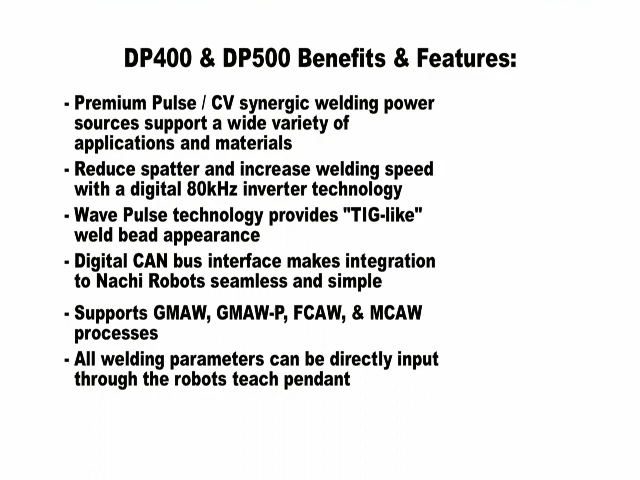 DP400 & DP500 Benefits & Features:
- Premium Pulse / CV synergic welding power
sources support a wide variety of
applications and materials
- Reduce spatter and increase welding speed
with a digital 80kHz inverter technology
- Wave Pulse technology provides "TIG-like"
weld bead appearance
- Digital CAN bus interface makes integration
to Nachi Robots seamless and simple
- Supports GMAW, GMAW-P, FCAW, & MCAW
processes
- All welding parameters can be directly input
through the robots teach pendant